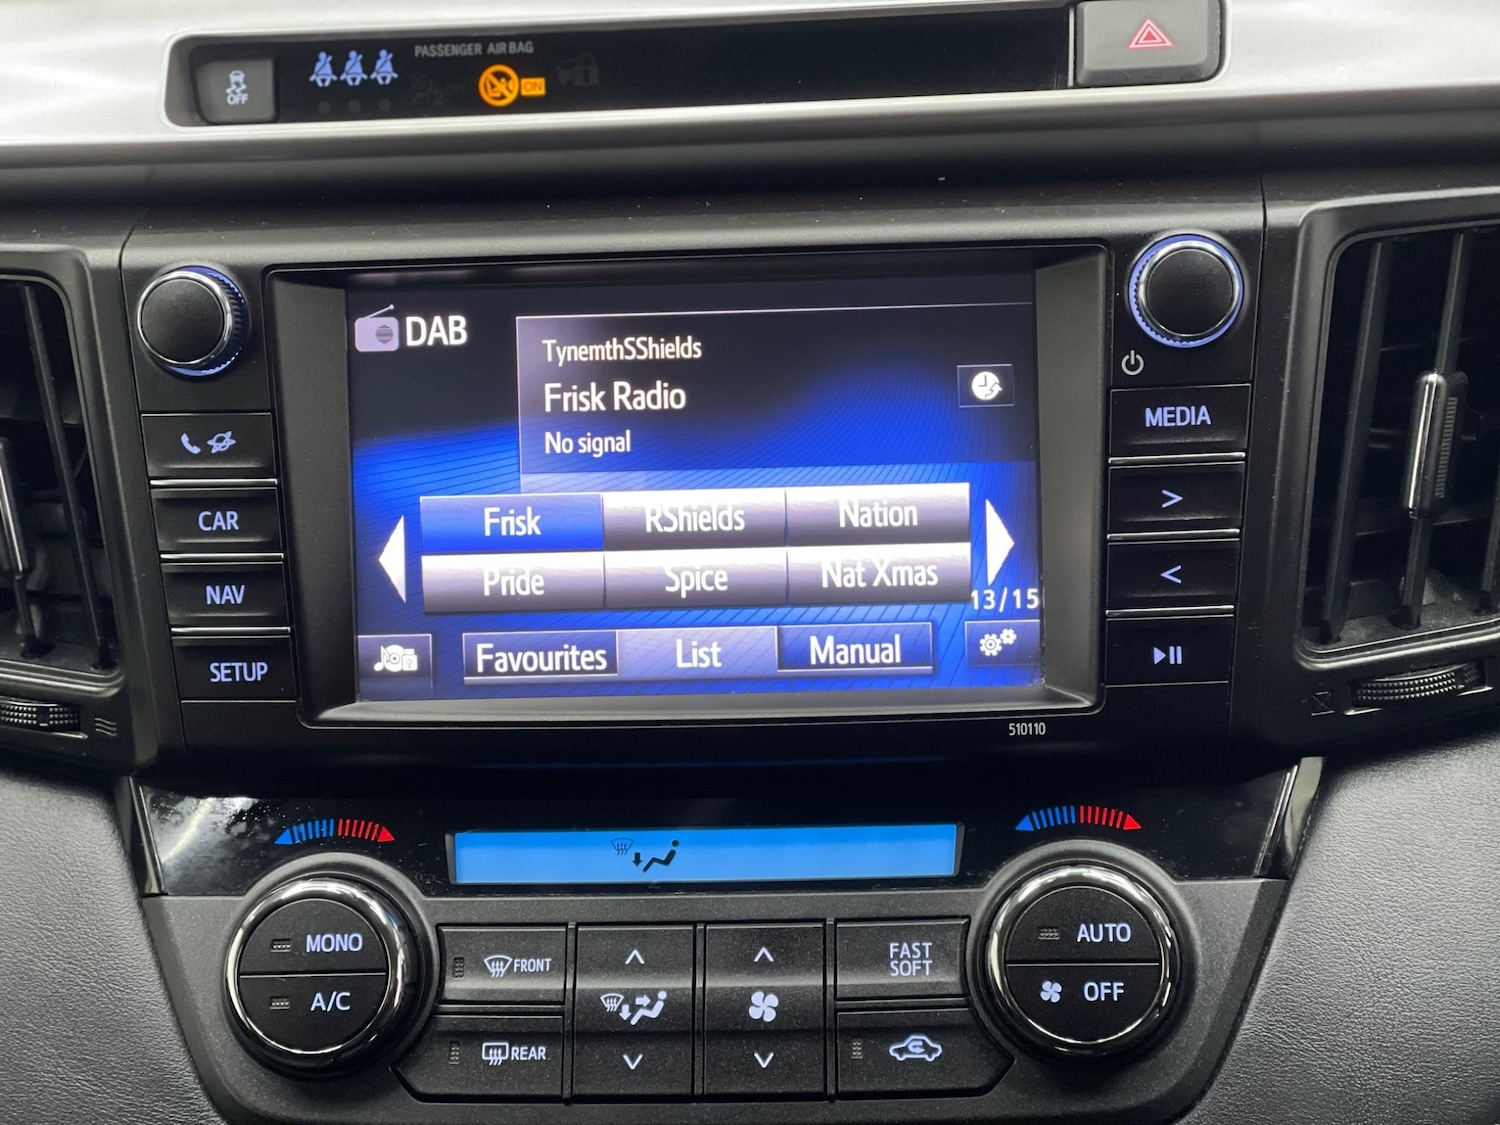 PASSENGER AIR BAG
OFF
ON
DAB
TynemthSShields
Frisk Radio
No signal
Frisk
RShields
Nation
Pride
Spice
Nat Xmas
13/15
Favourites
List
Manual
CAR
NAV
SETUP
MEDIA
>
<
510110
MONO
A/C
FRONT
REAR
FAST
SOFT
AUTO
OFF